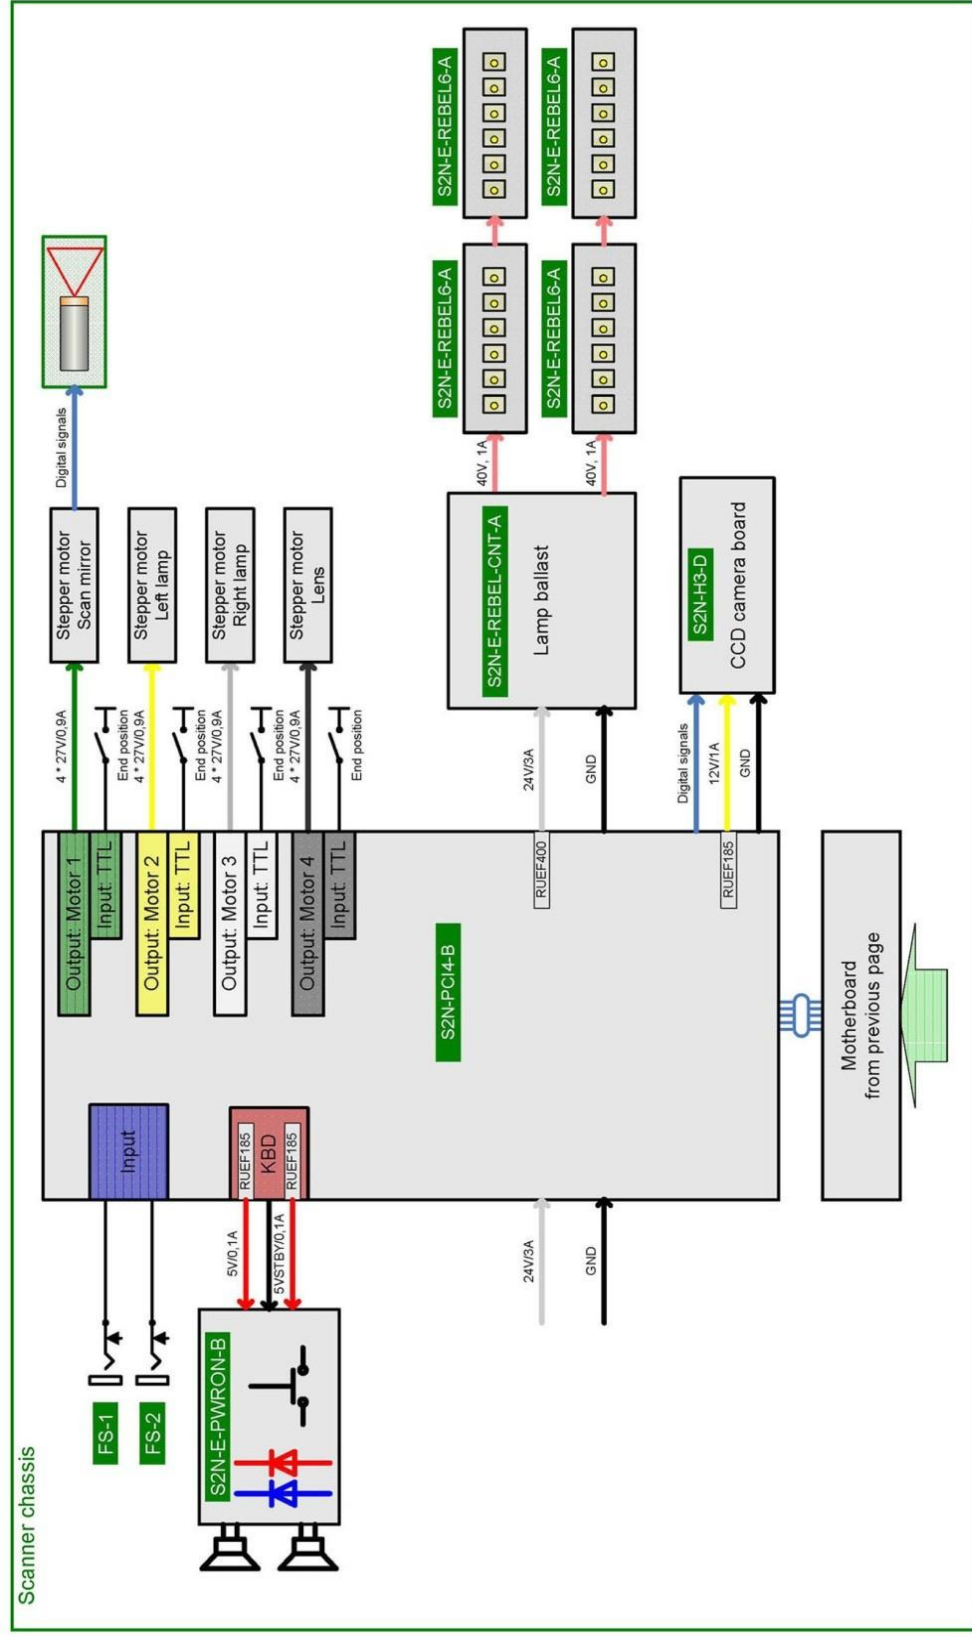 Scanner chassis
FS-1
FS-2
S2N-E-PWRON-B
5V/0,1A
5VSTBY/0,1A
Input
RUEF185
KBD
RUEF185
24V/3A
GND
S2N-PCI4-B
Output: Motor 1
Input: TTL
Output: Motor 2
Input: TTL
Output: Motor 3
Input: TTL
Output: Motor 4
Input: TTL
RUEF400
RUEF185
4 * 27V/0,9A
End position
4 * 27V/0,9A
End position
4 * 27V/0,9A
End position
4 * 27V/0,9A
End position
24V/3A
GND
Digital signals
12V/1A
GND
Stepper motor
Scan mirror
Stepper motor
Left lamp
Stepper motor
Right lamp
Stepper motor
Lens
Digital signals
S2N-E-REBEL-CNT-A
Lamp ballast
40V, 1A
40V, 1A
S2N-E-REBEL6-A
S2N-E-REBEL6-A
S2N-E-REBEL6-A
S2N-E-REBEL6-A
S2N-H3-D
CCD camera board
Motherboard
from previous page